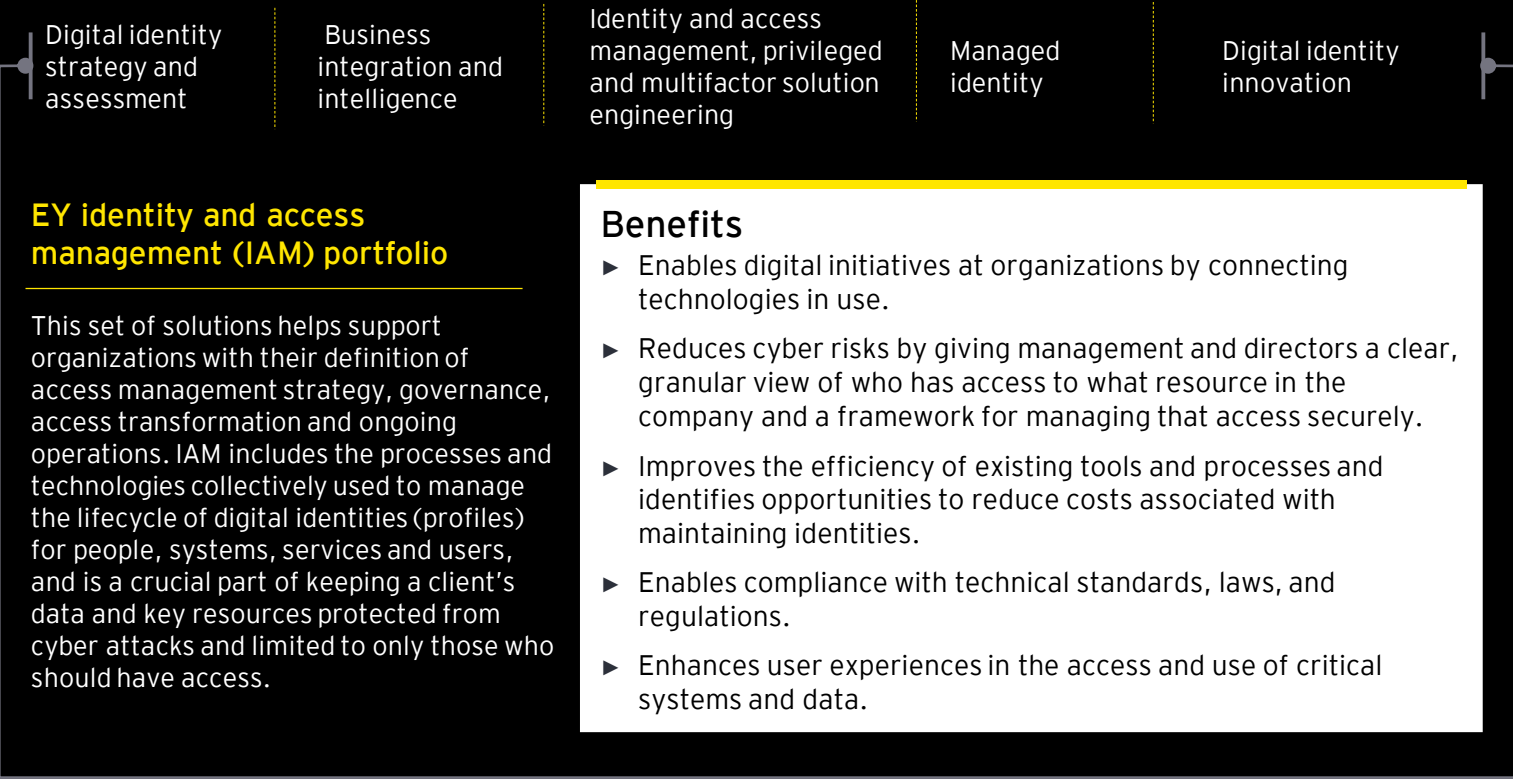 Digital identity
strategy and
assessment
Business
integration and
intelligence
Identity and access
management, privileged
and multifactor solution
engineering
Managed
identity
Digital identity
innovation
EY identity and access
management (IAM) portfolio
This set of solutions helps support
organizations with their definition of
access management strategy, governance,
access transformation and ongoing
operations. IAM includes the processes and
technologies collectively used to manage
the lifecycle of digital identities (profiles)
for people, systems, services and users,
and is a crucial part of keeping a client's
data and key resources protected from
cyber attacks and limited to only those who
should have access.
Benefits
► Enables digital initiatives at organizations by connecting
technologies in use.
► Reduces cyber risks by giving management and directors a clear,
granular view of who has access to what resource in the
company and a framework for managing that access securely.
► Improves the efficiency of existing tools and processes and
identifies opportunities to reduce costs associated with
maintaining identities.
► Enables compliance with technical standards, laws, and
regulations.
► Enhances user experiences in the access and use of critical
systems and data.